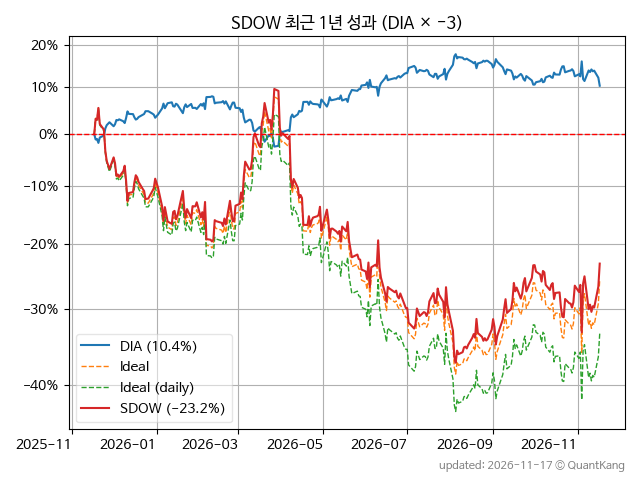 SDOW 최근 1년 성과 (DIA × −3)
20%
10%
0%
−10%
−20%
−30%
−40%
DIA (10.4%)
Ideal
Ideal (daily)
SDOW (−23.2%)
2025-11
2026-01
2026-03
2026-05
2026-07
2026-09
2026-11
updated: 2026-11-17 © QuantKang